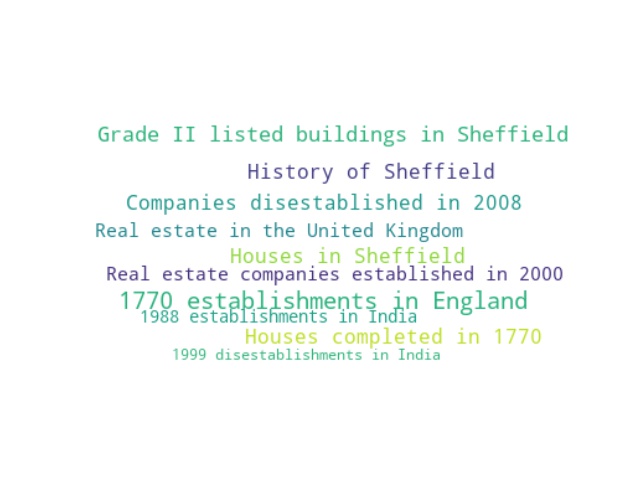 Grade II listed buildings in Sheffield
History of Sheffield
Companies disestablished in 2008
Real estate in the United Kingdom
Houses in Sheffield
Real estate companies established in 2000
1770 establishments in England
1988 establishments in India
Houses completed in 1770
1999 disestablishments in India